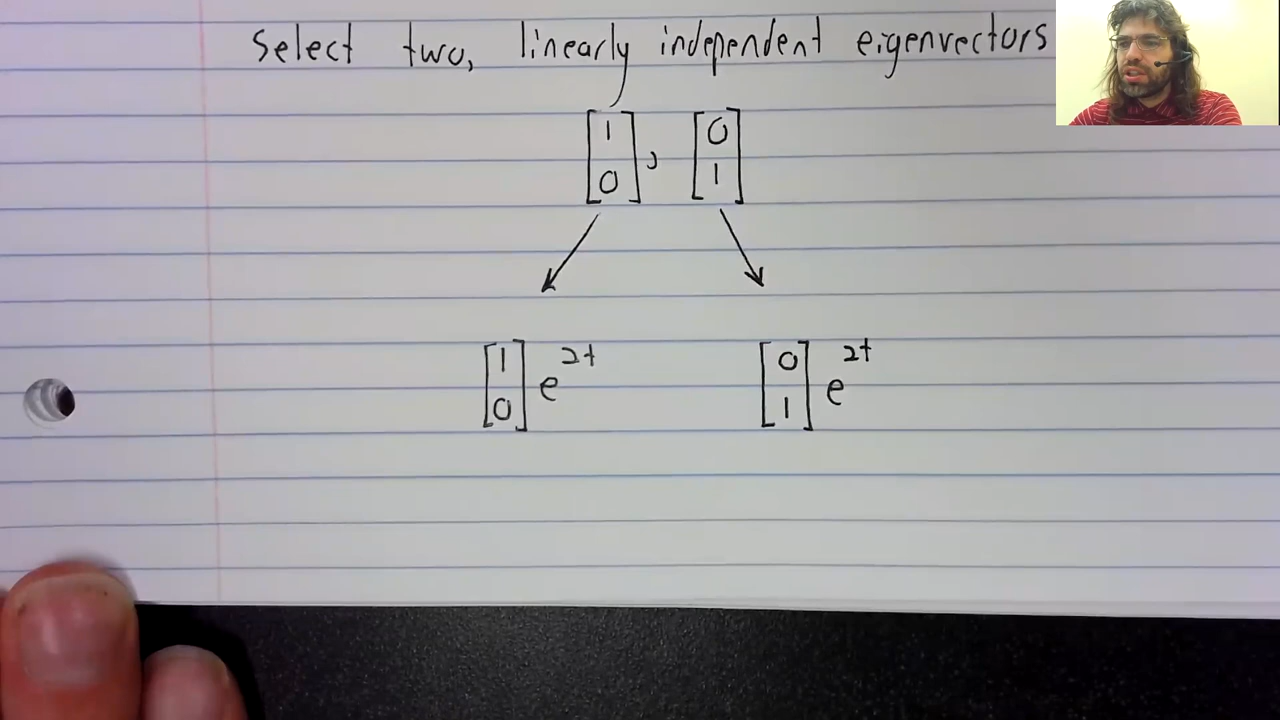 Select two, linearly independent eigenvectors
[1 0], [0 1]
[1 0] e^2t [0 1] e^2t